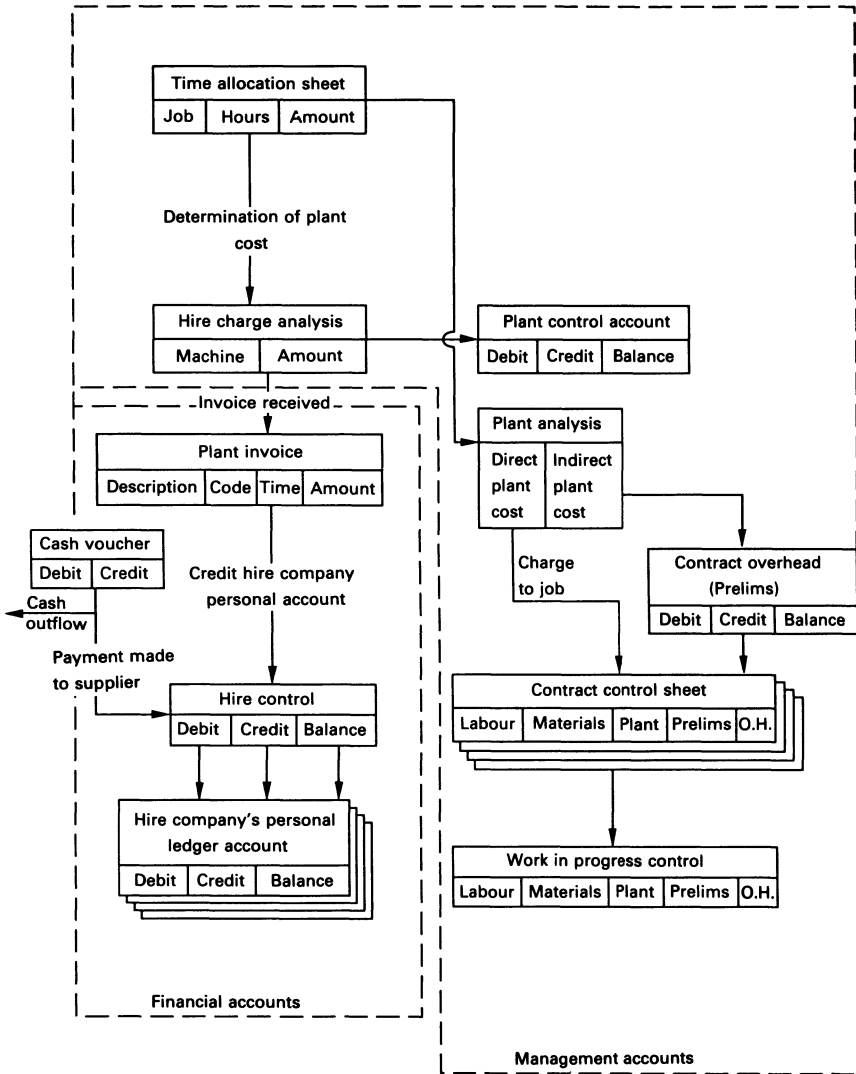 Time allocation sheet
Job Hours Amount
Determination of plant
cost
Hire charge analysis
Machine Amount
Plant control account
Debit Credit Balance
Invoice received
Plant invoice
Description Code Time Amount
Plant analysis
Direct
plant
cost
Indirect
plant
cost
Cash voucher
Debit Credit
Cash
outflow
Credit hire company
personal account
Charge
to job
Contract overhead
(Prelims)
Debit Credit Balance
Payment made
to supplier
Hire control
Debit Credit Balance
Contract control sheet
Labour Materials Plant Prelims O.H.
Hire company's personal
ledger account
Debit Credit Balance
Work in progress control
Labour Materials Plant Prelims O.H.
Financial accounts
Management accounts